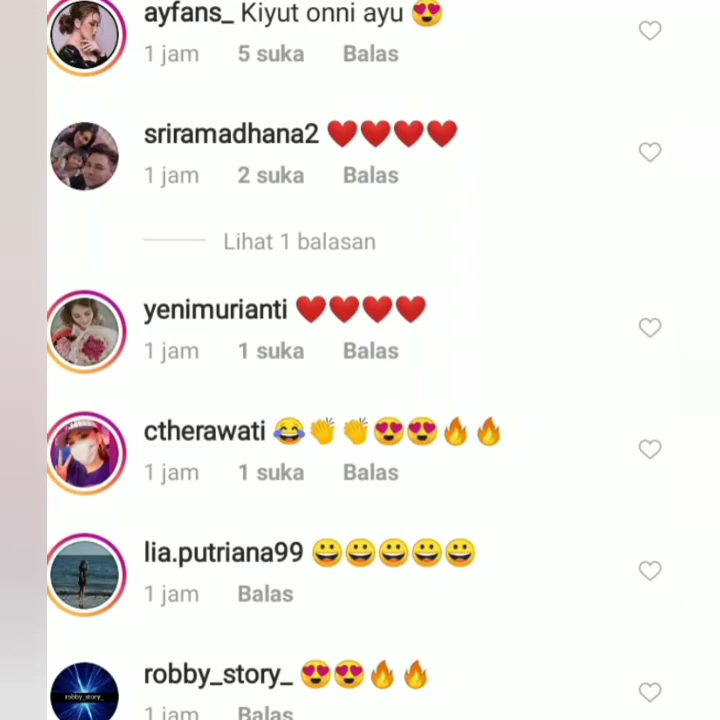 ayfans_ Kiyut onni ayu 😍
1 jam 5 suka Balas
sriramadhana2 ❤️❤️❤️❤️
1 jam 2 suka Balas
Lihat 1 balasan
yenimurianti ❤️❤️❤️❤️
1 jam 1 suka Balas
ctherawati 😂👏👏😍😍🔥🔥
1 jam 1 suka Balas
lia.putriana99 😀😀😀😀😀
1 jam Balas
robby_story_ 😍😍🔥🔥
robby_story_
1 jam Balas